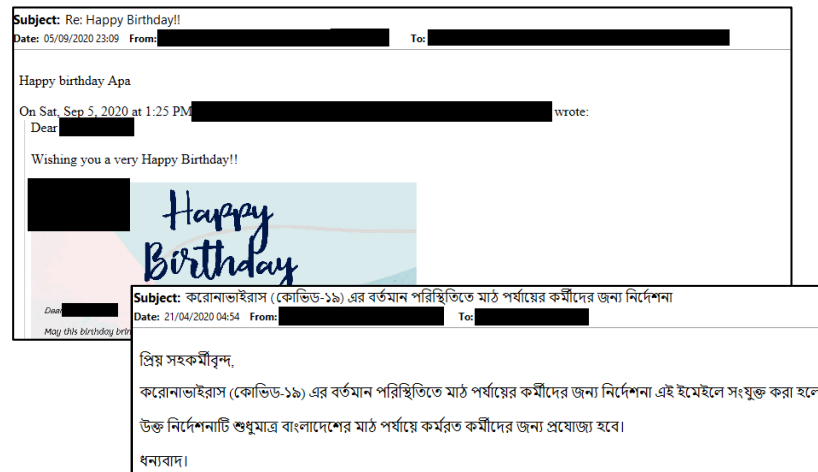 Subject: Re: Happy Birthday!!
Date: 05/09/2020 23:09 From: To:
Happy birthday Apa
On Sat, Sep 5, 2020 at 1:25 PM wrote:
Dear
Wishing you a very Happy Birthday!!
Happy
Birthday
Dear
May this birthday
Subject: করোনাভাইরাস (কোভিড-১৯) এর বর্তমান পরিস্থিতিতে মাঠ পর্যায়ের কর্মীদের জন্য নির্দেশনা
Date: 21/04/2020 04:54 From: To:
প্রিয় সহকর্মীবৃন্দ,
করোনাভাইরাস (কোভিড-১৯) এর বর্তমান পরিস্থিতিতে মাঠ পর্যায়ের কর্মীদের জন্য নির্দেশনা এই ইমেইলে সংযুক্ত করা
উক্ত নির্দেশনাটি শুধুমাত্র বাংলাদেশের মাঠ পর্যায়ে কর্মরত কর্মীদের জন্য প্রযোজ্য হবে।
ধন্যবাদ।